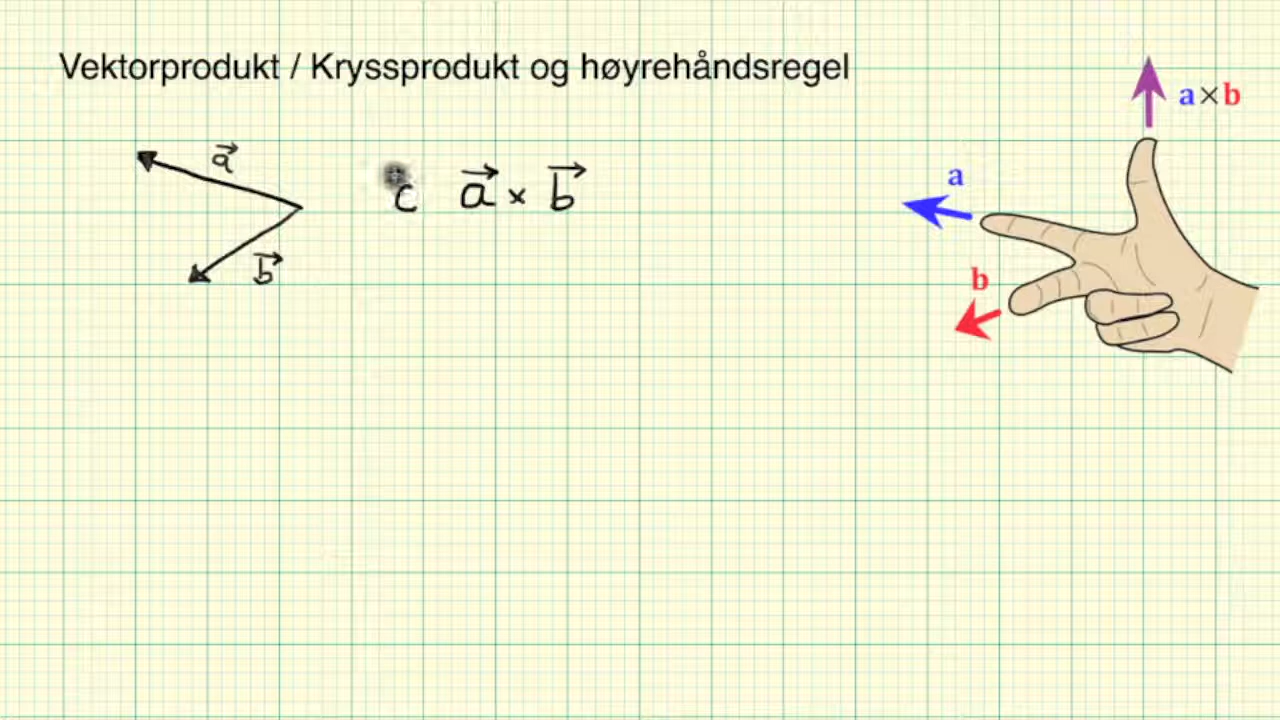 Vektorprodukt / Kryssprodukt og høyrehåndsregel
a×b
a⃗
c a⃗ × b⃗
a
b⃗
b